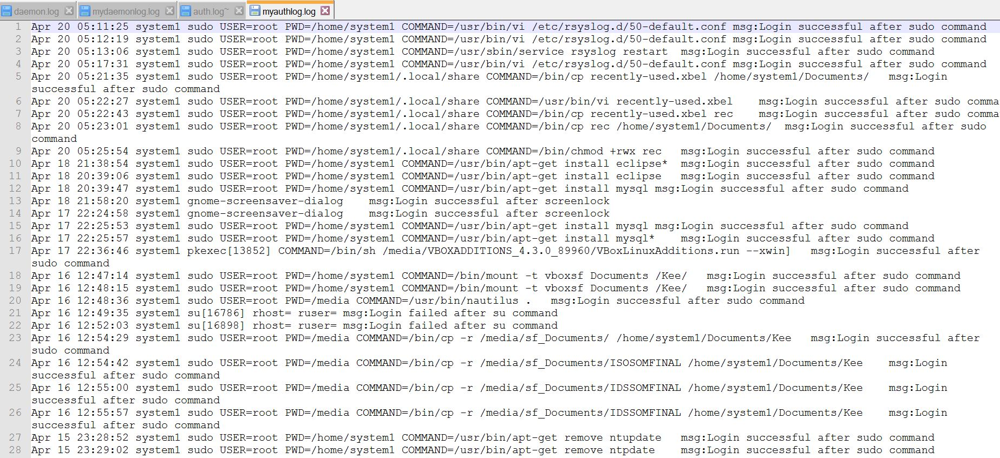 daemon.log mydaemonlog.log auth.log~ myauthlog.log
1 Apr 20 05:11:25 system1 sudo USER=root PWD=/home/system1 COMMAND=/usr/bin/vi /etc/rsyslog.d/50-default.conf msg:Login successful after sudo command
2 Apr 20 05:12:19 system1 sudo USER=root PWD=/home/system1 COMMAND=/usr/bin/vi /etc/rsyslog.d/50-default.conf msg:Login successful after sudo command
3 Apr 20 05:13:06 system1 sudo USER=root PWD=/home/system1 COMMAND=/usr/sbin/service rsyslog restart msg:Login successful after sudo command
4 Apr 20 05:17:31 system1 sudo USER=root PWD=/home/system1 COMMAND=/usr/bin/vi /etc/rsyslog.d/50-default.conf msg:Login successful after sudo command
5 Apr 20 05:21:35 system1 sudo USER=root PWD=/home/system1/.local/share COMMAND=/bin/cp recently-used.xbel /home/system1/Documents/ msg:Login
successful after sudo command
6 Apr 20 05:22:27 system1 sudo USER=root PWD=/home/system1/.local/share COMMAND=/usr/bin/vi recently-used.xbel msg:Login successful after sudo comma
7 Apr 20 05:22:43 system1 sudo USER=root PWD=/home/system1/.local/share COMMAND=/bin/cp recently-used.xbel rec msg:Login successful after sudo comma
8 Apr 20 05:23:01 system1 sudo USER=root PWD=/home/system1/.local/share COMMAND=/bin/cp rec /home/system1/Documents/ msg:Login successful after sudo
command
9 Apr 20 05:25:54 system1 sudo USER=root PWD=/home/system1/.local/share COMMAND=/bin/chmod +rwx rec msg:Login successful after sudo command
10 Apr 18 21:38:54 system1 sudo USER=root PWD=/home/system1 COMMAND=/usr/bin/apt-get install eclipse* msg:Login successful after sudo command
11 Apr 18 20:39:06 system1 sudo USER=root PWD=/home/system1 COMMAND=/usr/bin/apt-get install eclipse msg:Login successful after sudo command
12 Apr 18 20:39:47 system1 sudo USER=root PWD=/home/system1 COMMAND=/usr/bin/apt-get install mysql msg:Login successful after sudo command
13 Apr 18 21:58:20 system1 gnome-screensaver-dialog msg:Login successful after screenlock
14 Apr 17 22:24:58 system1 gnome-screensaver-dialog msg:Login successful after screenlock
15 Apr 17 22:25:53 system1 sudo USER=root PWD=/home/system1 COMMAND=/usr/bin/apt-get install mysql msg:Login successful after sudo command
16 Apr 17 22:25:57 system1 sudo USER=root PWD=/home/system1 COMMAND=/usr/bin/apt-get install mysql* msg:Login successful after sudo command
17 Apr 17 22:36:46 system1 pkexec[13852] COMMAND=/bin/sh /media/VBOXADDITIONS_4.3.0_89960/VBoxLinuxAdditions.run --xwin] msg:Login successful after
sudo command
18 Apr 16 12:47:14 system1 sudo USER=root PWD=/home/system1 COMMAND=/bin/mount -t vboxsf Documents /Kee/ msg:Login successful after sudo command
19 Apr 16 12:48:15 system1 sudo USER=root PWD=/home/system1 COMMAND=/bin/mount -t vboxsf Documents /Kee/ msg:Login successful after sudo command
20 Apr 16 12:48:36 system1 sudo USER=root PWD=/media COMMAND=/usr/bin/nautilus . msg:Login successful after sudo command
21 Apr 16 12:49:35 system1 su[16786] rhost= ruser= msg:Login failed after su command
22 Apr 16 12:52:03 system1 su[16898] rhost= ruser= msg:Login failed after su command
23 Apr 16 12:54:29 system1 sudo USER=root PWD=/media COMMAND=/bin/cp -r /media/sf_Documents/ /home/system1/Documents/Kee msg:Login successful after
sudo command
24 Apr 16 12:54:42 system1 sudo USER=root PWD=/media COMMAND=/bin/cp -r /media/sf_Documents/ISOSOMFINAL /home/system1/Documents/Kee msg:Login
successful after sudo command
25 Apr 16 12:55:00 system1 sudo USER=root PWD=/media COMMAND=/bin/cp -r /media/sf_Documents/IDSSOMFINAL /home/system1/Documents/Kee msg:Login
successful after sudo command
26 Apr 16 12:55:57 system1 sudo USER=root PWD=/media COMMAND=/bin/cp -r /media/sf_Documents/IDSSOMFINAL /home/system1/Documents/Kee msg:Login
successful after sudo command
27 Apr 15 23:28:52 system1 sudo USER=root PWD=/home/system1 COMMAND=/usr/bin/apt-get remove ntupdate msg:Login successful after sudo command
28 Apr 15 23:29:02 system1 sudo USER=root PWD=/home/system1 COMMAND=/usr/bin/apt-get remove ntpdate msg:Login successful after sudo command